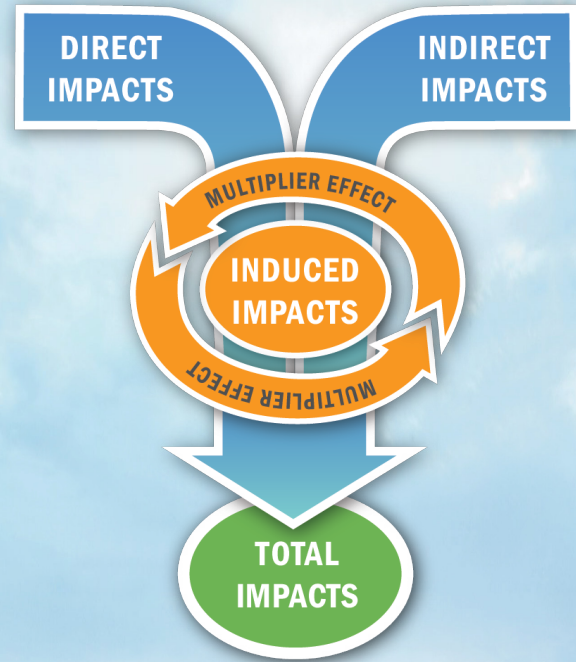 DIRECT
IMPACTS
INDIRECT
IMPACTS
MULTIPLIER EFFECT
INDUCED
IMPACTS
MULTIPLIER EFFECT
TOTAL
IMPACTS